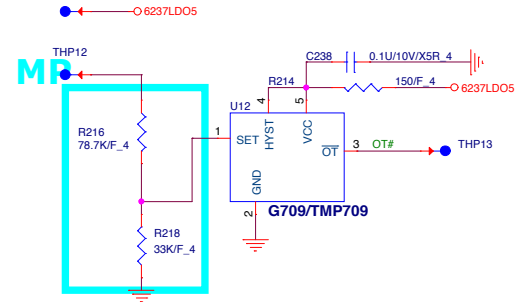 6237LDO5
THP12
MP
C238
0.1U/10V/X5R_4
R214
150/F_4
6237LDO5
U12
4
5
R216
78.7K/F_4
1
SET
HYST
VCC
OT
3
OT#
THP13
GND
2
G709/TMP709
R218
33K/F_4